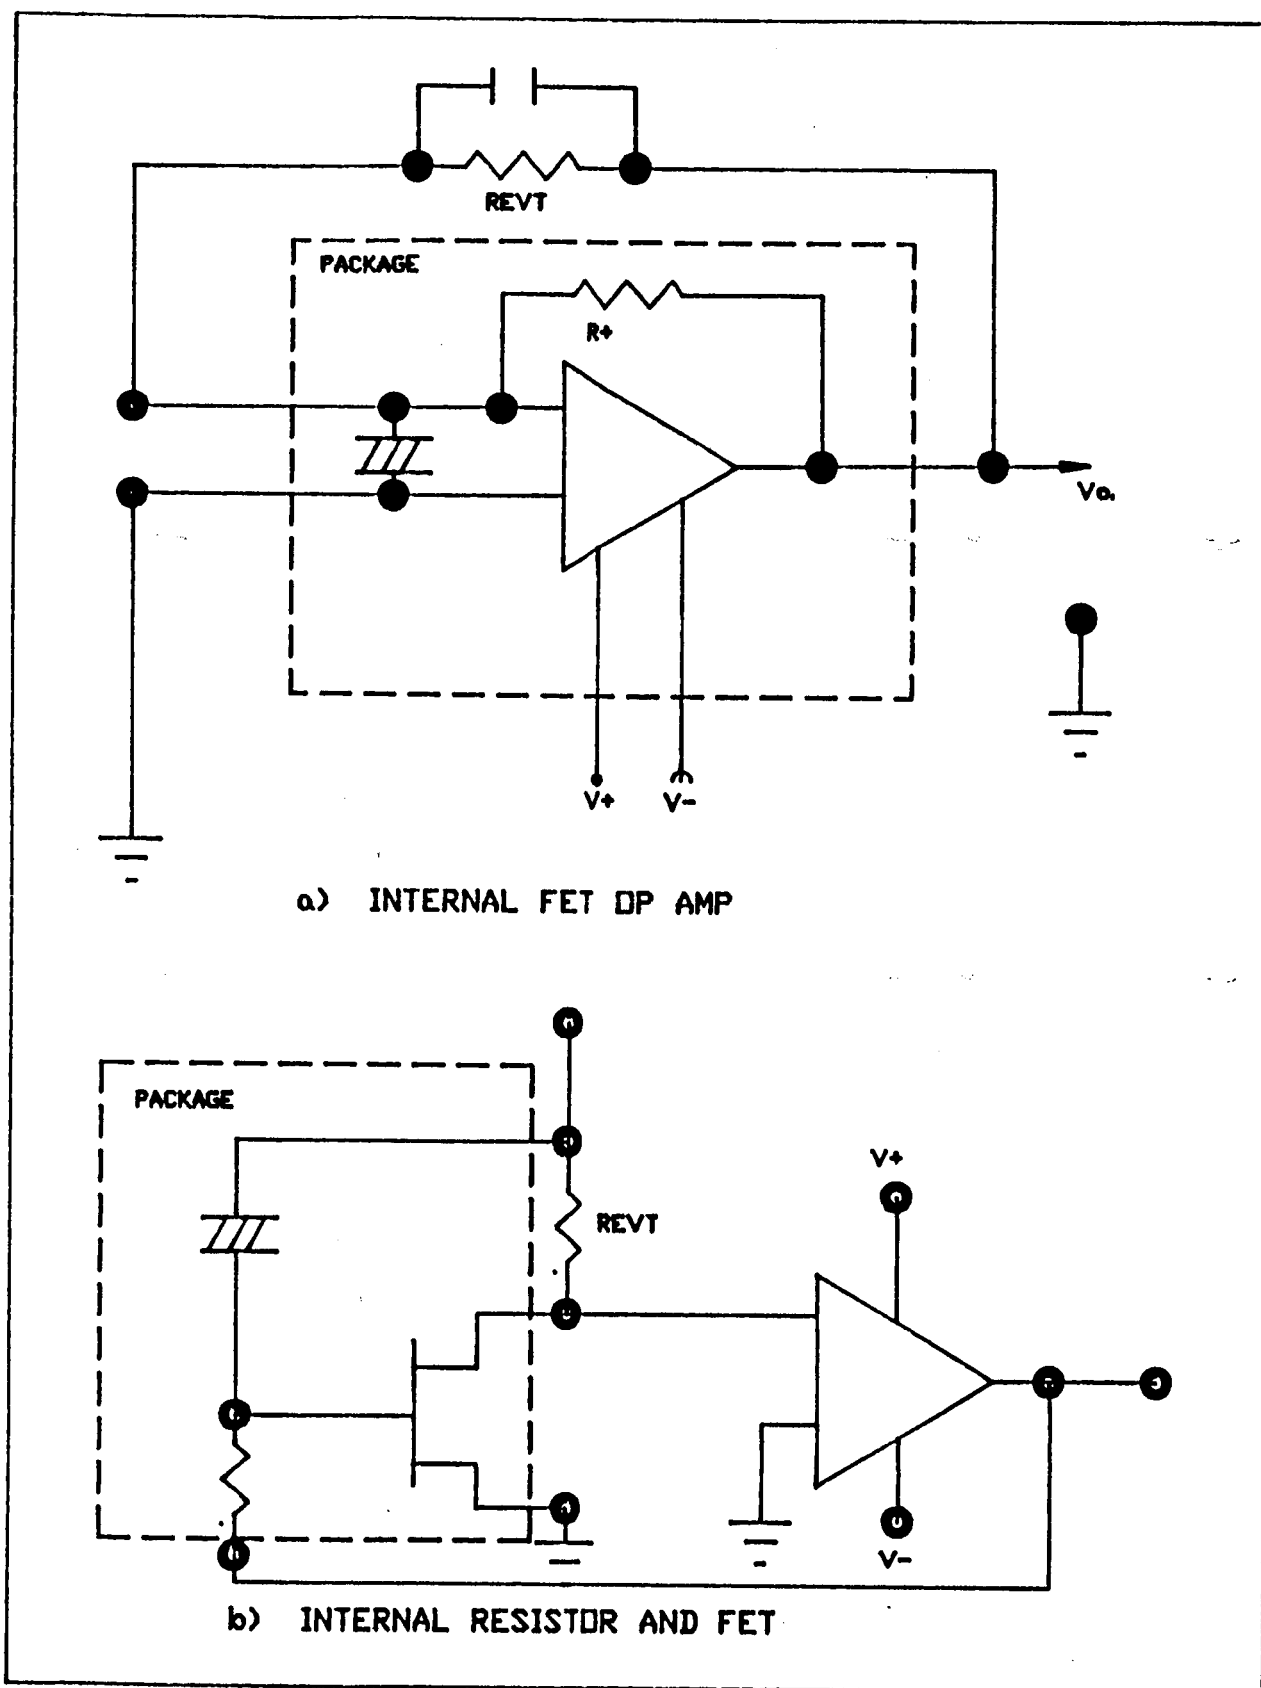 REVT
PACKAGE
R+
Vo.
V+ V-
a) INTERNAL FET OP AMP
PACKAGE
V+
REVT
V-
b) INTERNAL RESISTOR AND FET